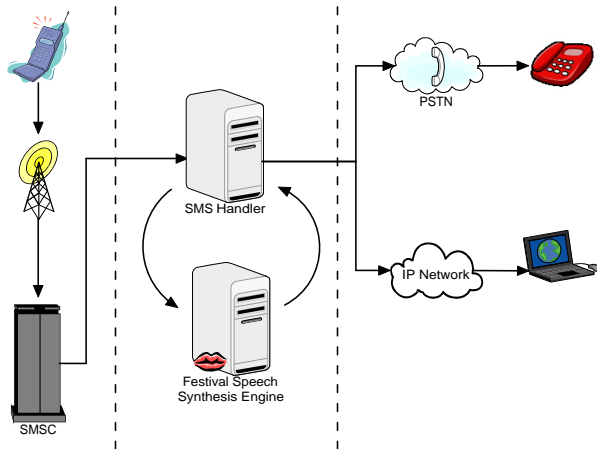 PSTN
SMS Handler
IP Network
Festival Speech
Synthesis Engine
SMSC